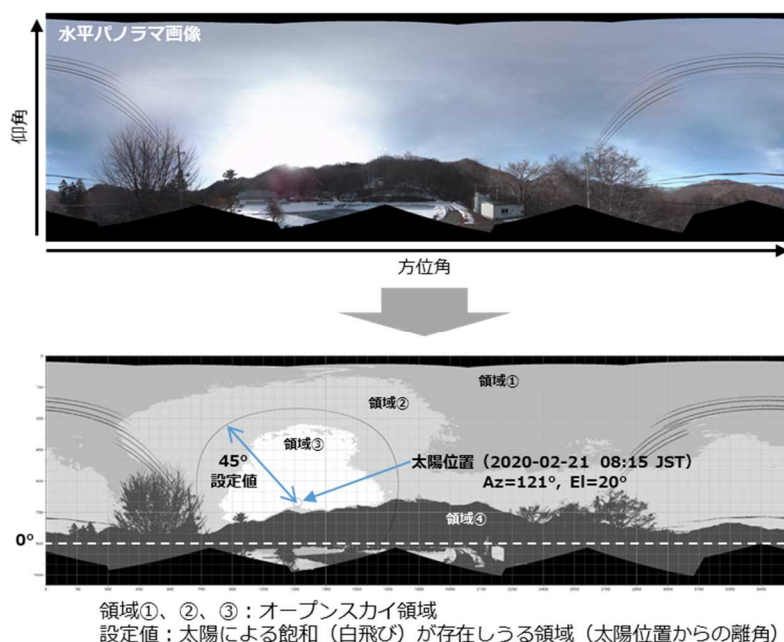 水平パノラマ画像
仰角
方位角
領域①
領域②
領域③
45°
設定値
太陽位置(2020-02-21 08:15 JST)
Az=121°, El=20°
領域④
0°
領域①、②、③:オープンスカイ領域
設定値:太陽による飽和(白飛び)が存在しうる領域(太陽位置からの離角)